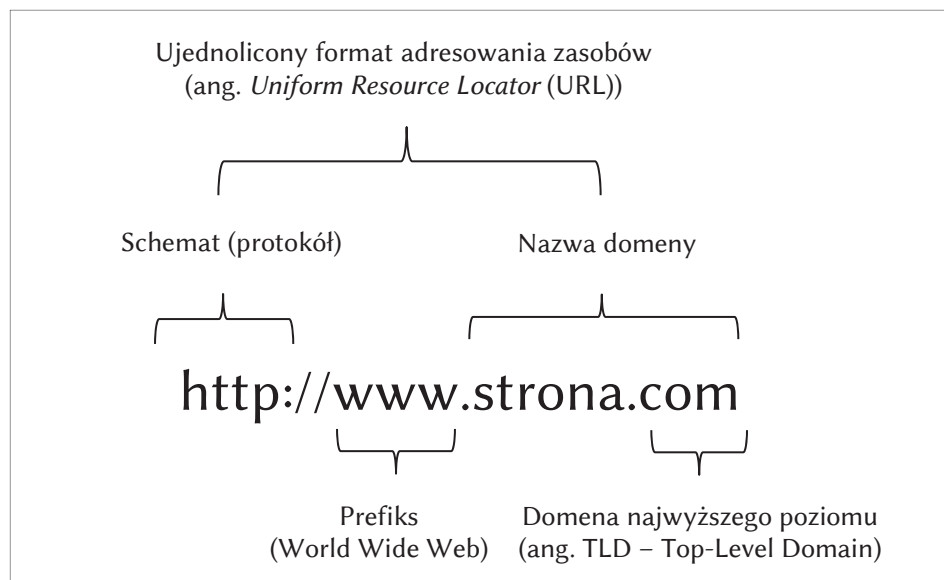 Ujednolicony format adresowania zasobów
(ang. Uniform Resource Locator (URL))
Schemat (protokół)
Nazwa domeny
http://www.strona.com
Prefiks
(World Wide Web)
Domena najwyższego poziomu
(ang. TLD – Top-Level Domain)